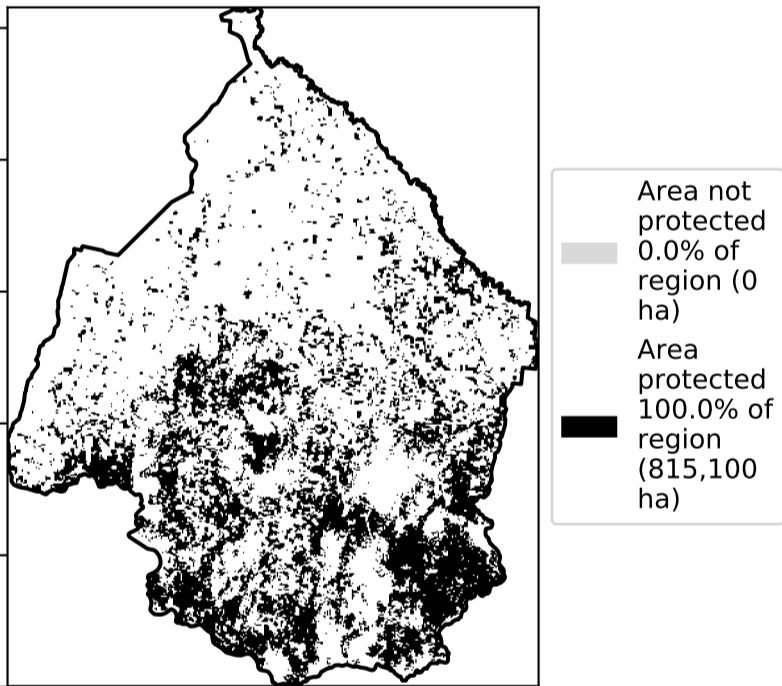 Area not
protected
0.0% of
region (0
ha)
Area
protected
100.0% of
region
(815,100
ha)